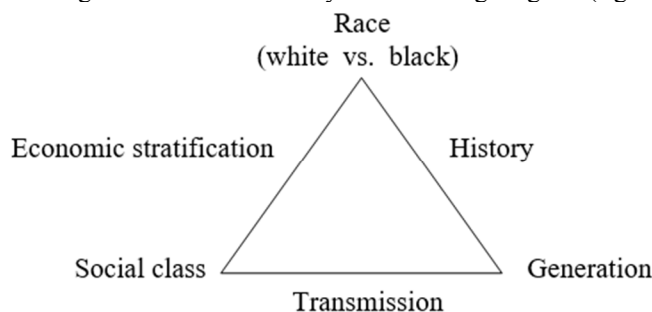 Race
(white vs. black)
Economic stratification
History
Social class
Generation
Transmission